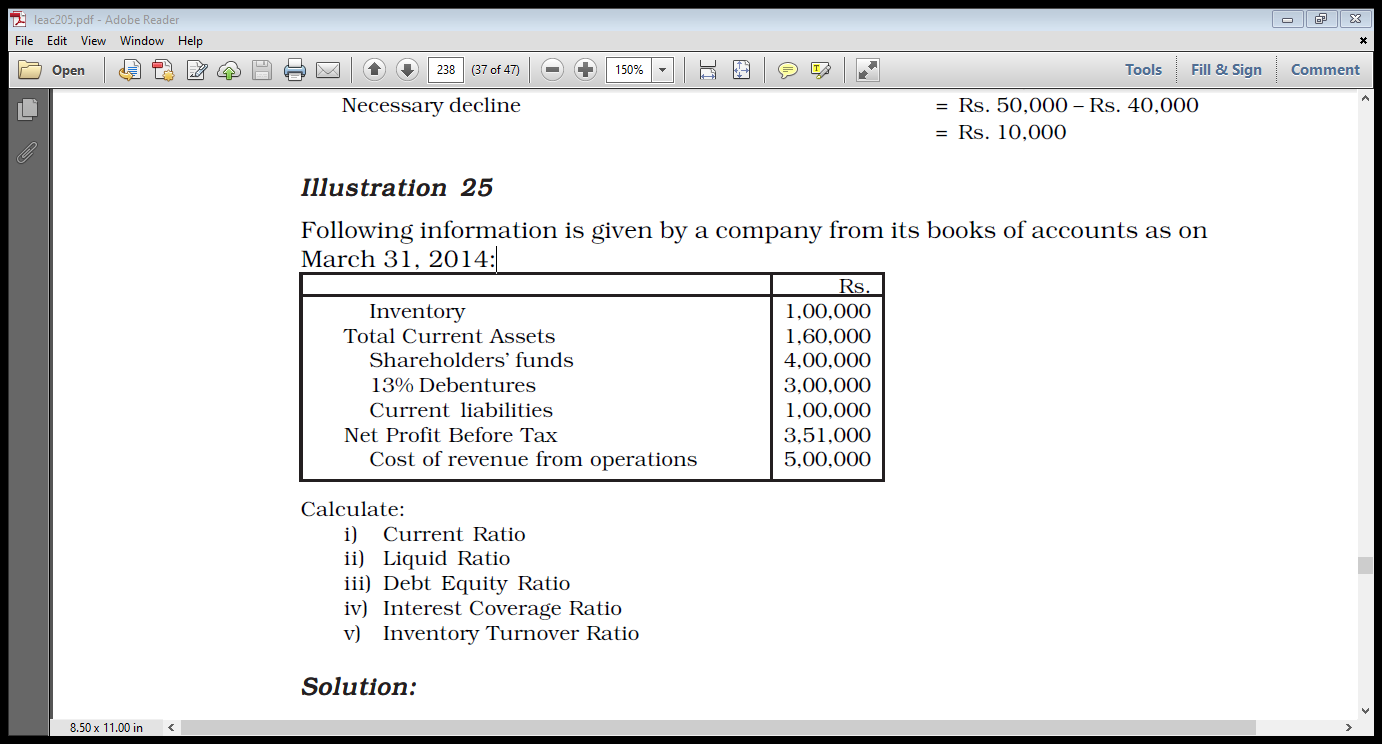 leac205.pdf - Adobe Reader
File Edit View Window Help
Open 238 (37 of 47) 150% Tools Fill & Sign Comment
Necessary decline = Rs. 50,000 – Rs. 40,000
= Rs. 10,000
Illustration 25
Following information is given by a company from its books of accounts as on
March 31, 2014:
Rs.
Inventory 1,00,000
Total Current Assets 1,60,000
Shareholders' funds 4,00,000
13% Debentures 3,00,000
Current liabilities 1,00,000
Net Profit Before Tax 3,51,000
Cost of revenue from operations 5,00,000
Calculate:
i) Current Ratio
ii) Liquid Ratio
iii) Debt Equity Ratio
iv) Interest Coverage Ratio
v) Inventory Turnover Ratio
Solution:
8.50 x 11.00 in